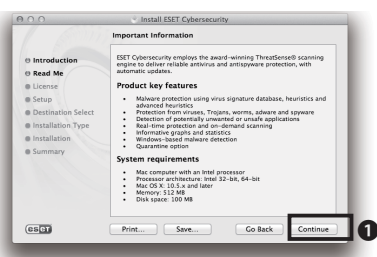 Install ESET Cybersecurity
Important Information
Introduction
Read Me
License
Setup
Destination Select
Installation Type
Installation
Summary
ESET Cybersecurity employs the award-winning ThreatSense® scanning
engine to deliver reliable antivirus and antispyware protection, with
automatic updates.
Product key features
• Malware protection using virus signature database, heuristics and
advanced heuristics
• Protection from viruses, Trojans, worms, adware and spyware
• Detection of potentially unwanted or unsafe applications
• Real-time protection and on-demand scanning
• Informative graphs and statistics
• Windows-based malware detection
• Quarantine option
System requirements
• Mac computer with an Intel processor
• Processor architecture: Intel 32-bit, 64-bit
• Mac OS X: 10.5.x and later
• Memory: 512 MB
• Disk space: 100 MB
eset
Print... Save... Go Back Continue
1